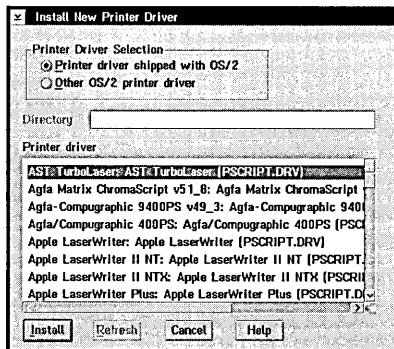 Install New Printer Driver
Printer Driver Selection
Printer driver shipped with OS/2
Other OS/2 printer driver
Directory
Printer driver
AST TurboLaser: AST TurboLaser (PSCRIPT.DRV)
Agfa Matrix ChromaScript v51_8: Agfa Matrix ChromaScript
Agfa-Compugraphic 9400PS v49_3: Agfa-Compugraphic 940
Agfa/Compugraphic 400PS: Agfa/Compugraphic 400PS (PSC
Apple LaserWriter: Apple LaserWriter (PSCRIPT.DRV)
Apple LaserWriter II NT: Apple LaserWriter II NT (PSCRIPT.
Apple LaserWriter II NTX: Apple LaserWriter II NTX (PSCRI
Apple LaserWriter Plus: Apple LaserWriter Plus (PSCRIPT.D
Install Refresh Cancel Help